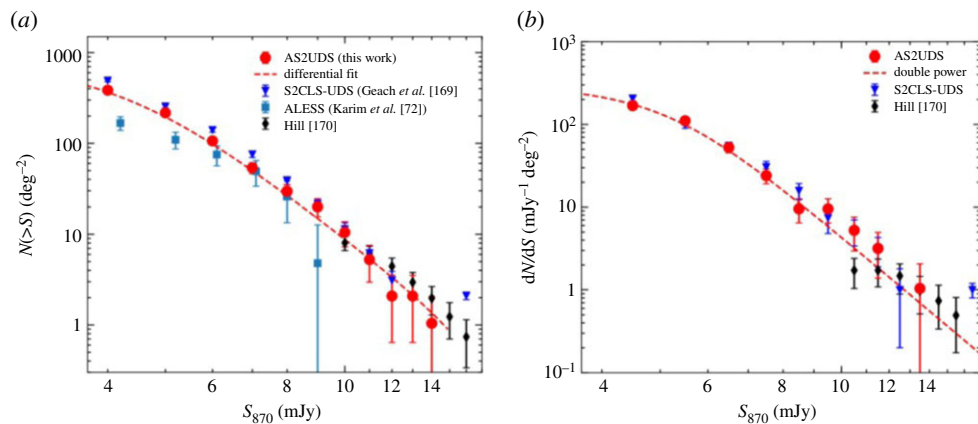 (a)
1000
100
10
1
N(>S) (deg⁻²)
AS2UDS (this work)
differential fit
S2CLS-UDS (Geach et al. [169]
ALESS (Karim et al. [72])
Hill [170]
4 6 8 10 12 14
S₈₇₀ (mJy)
(b)
10³
10²
10
1
10⁻¹
dN/dS (mJy⁻¹ deg⁻²)
AS2UDS
double power
S2CLS-UDS
Hill [170]
4 6 8 10 12 14
S₈₇₀ (mJy)